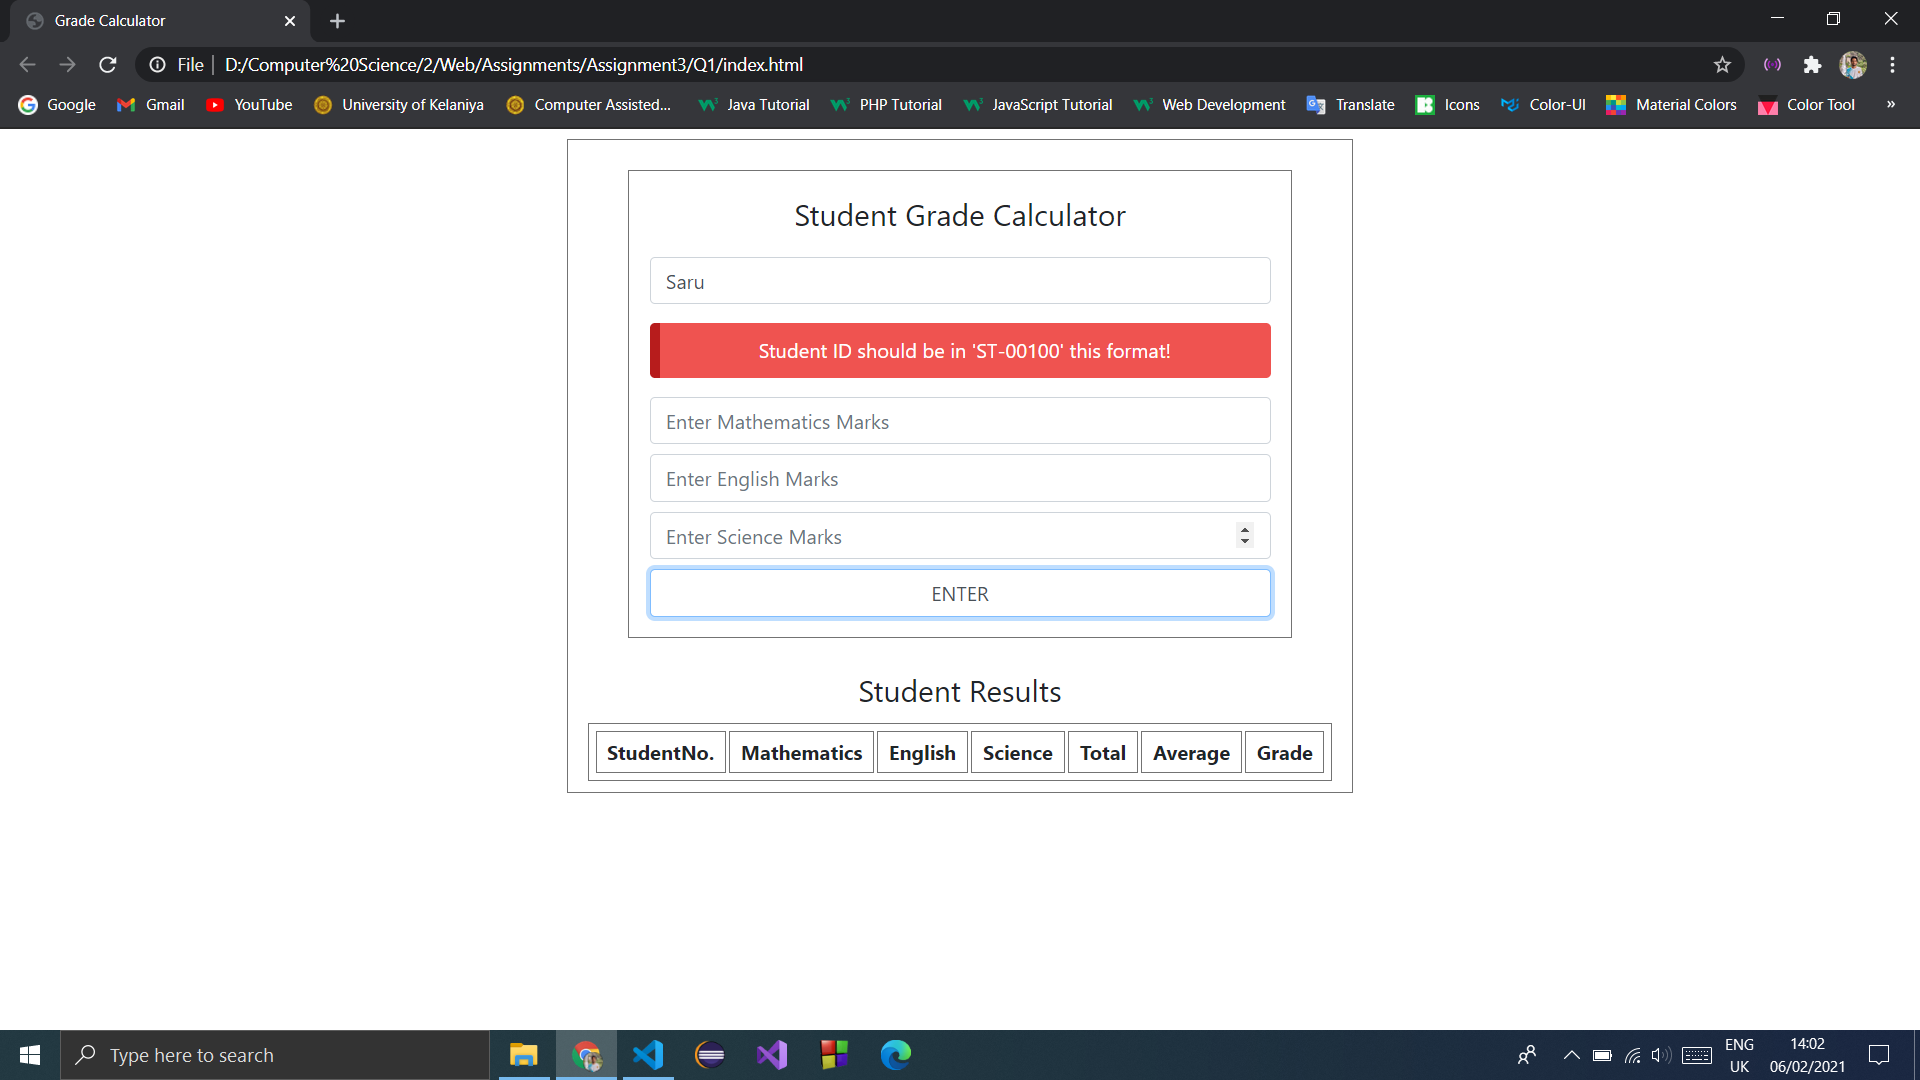 Grade Calculator
File
D:/Computer%20Science/2/Web/Assignments/Assignment3/Q1/index.html
Google Gmail YouTube University of Kelaniya Computer Assisted... Java Tutorial PHP Tutorial JavaScript Tutorial Web Development Translate Icons Color-UI Material Colors Color Tool »
Student Grade Calculator
Saru
Student ID should be in 'ST-00100' this format!
Enter Mathematics Marks
Enter English Marks
Enter Science Marks
ENTER
Student Results
StudentNo. Mathematics English Science Total Average Grade
Type here to search
ENG
UK
14:02
06/02/2021